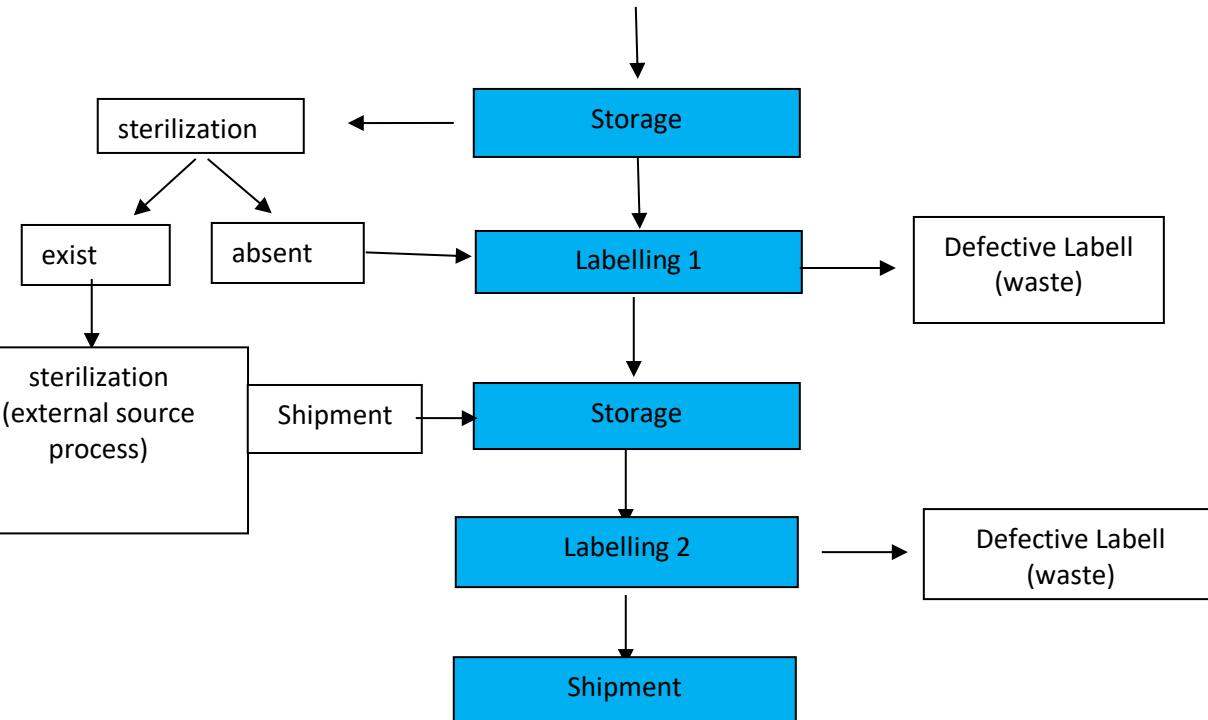 Storage
sterilization
exist
absent
Labelling 1
Defective Labell
(waste)
sterilization
(external source
process)
Shipment
Storage
Labelling 2
Defective Labell
(waste)
Shipment